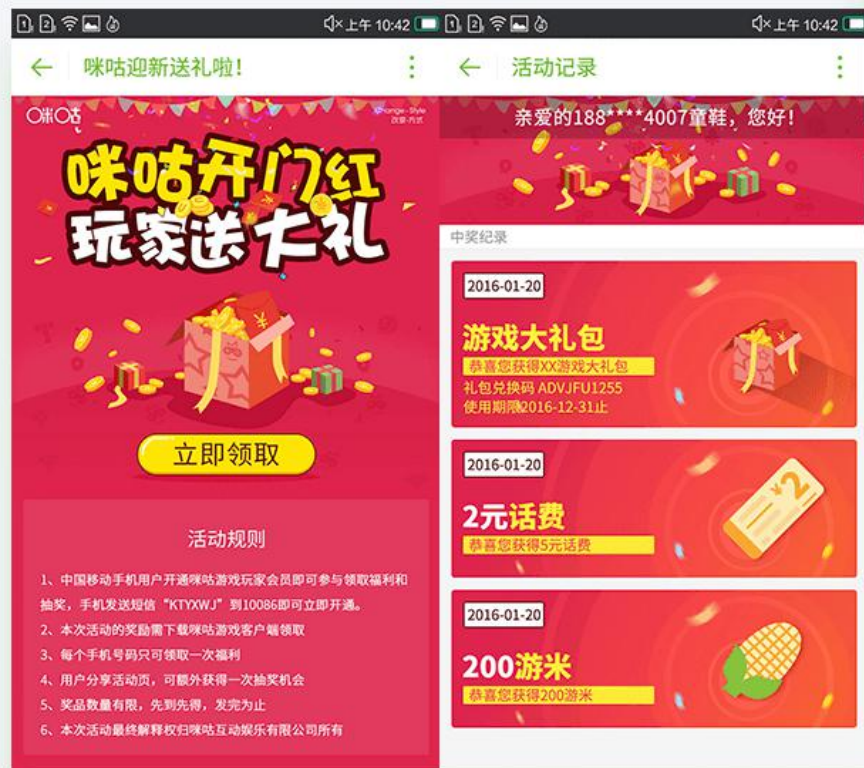 上午 10:42
咪咕迎新送礼啦!
咪咕
Change-Style
改变·方式
咪咕开门红
玩家送大礼
立即领取
活动规则
1、中国移动手机用户开通咪咕游戏玩家会员即可参与领取福利和
抽奖，手机发送短信“KTYXWJ”到10086即可立即开通。
2、本次活动的奖励需下载咪咕游戏客户端领取
3、每个手机号码只可领取一次福利
4、用户分享活动页，可额外获得一次抽奖机会
5、奖品数量有限，先到先得，发完为止
6、本次活动最终解释权归咪咕互动娱乐有限公司所有
上午 10:42
活动记录
亲爱的188****4007童鞋，您好!
中奖纪录
2016-01-20
游戏大礼包
恭喜您获得XX游戏大礼包
礼包兑换码 ADVJFU1255
使用期限2016-12-31止
2016-01-20
2元话费
恭喜您获得5元话费
¥2
2016-01-20
200游米
恭喜您获得200游米